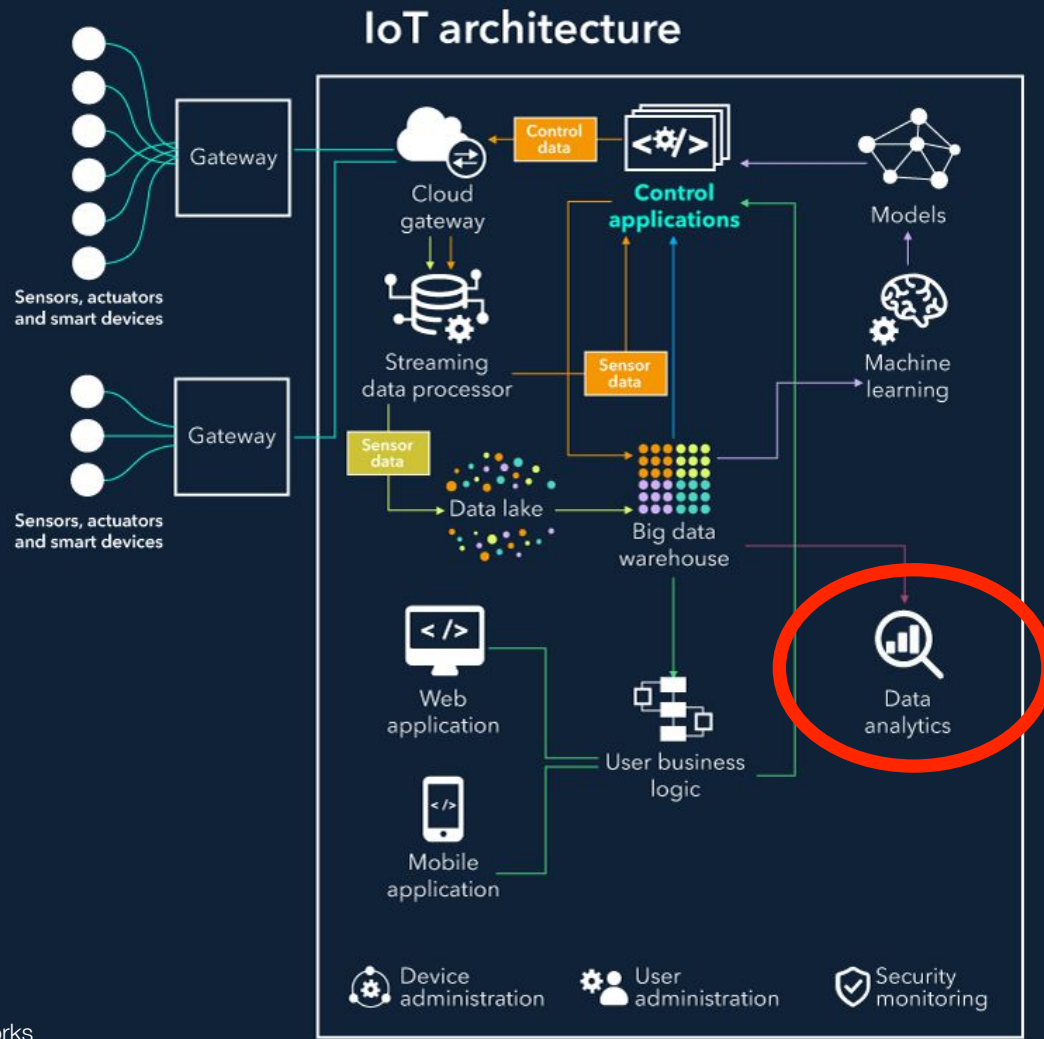 IoT architecture
Gateway
Sensors, actuators
and smart devices
Gateway
Sensors, actuators
and smart devices
Cloud
gateway
Control
data
</>
Control
applications
Models
Streaming
data processor
Sensor
data
Machine
learning
Sensor
data
Data lake
Big data
warehouse
</>
Web
application
Data
analytics
User business
logic
</>
Mobile
application
Device
administration
User
administration
Security
monitoring